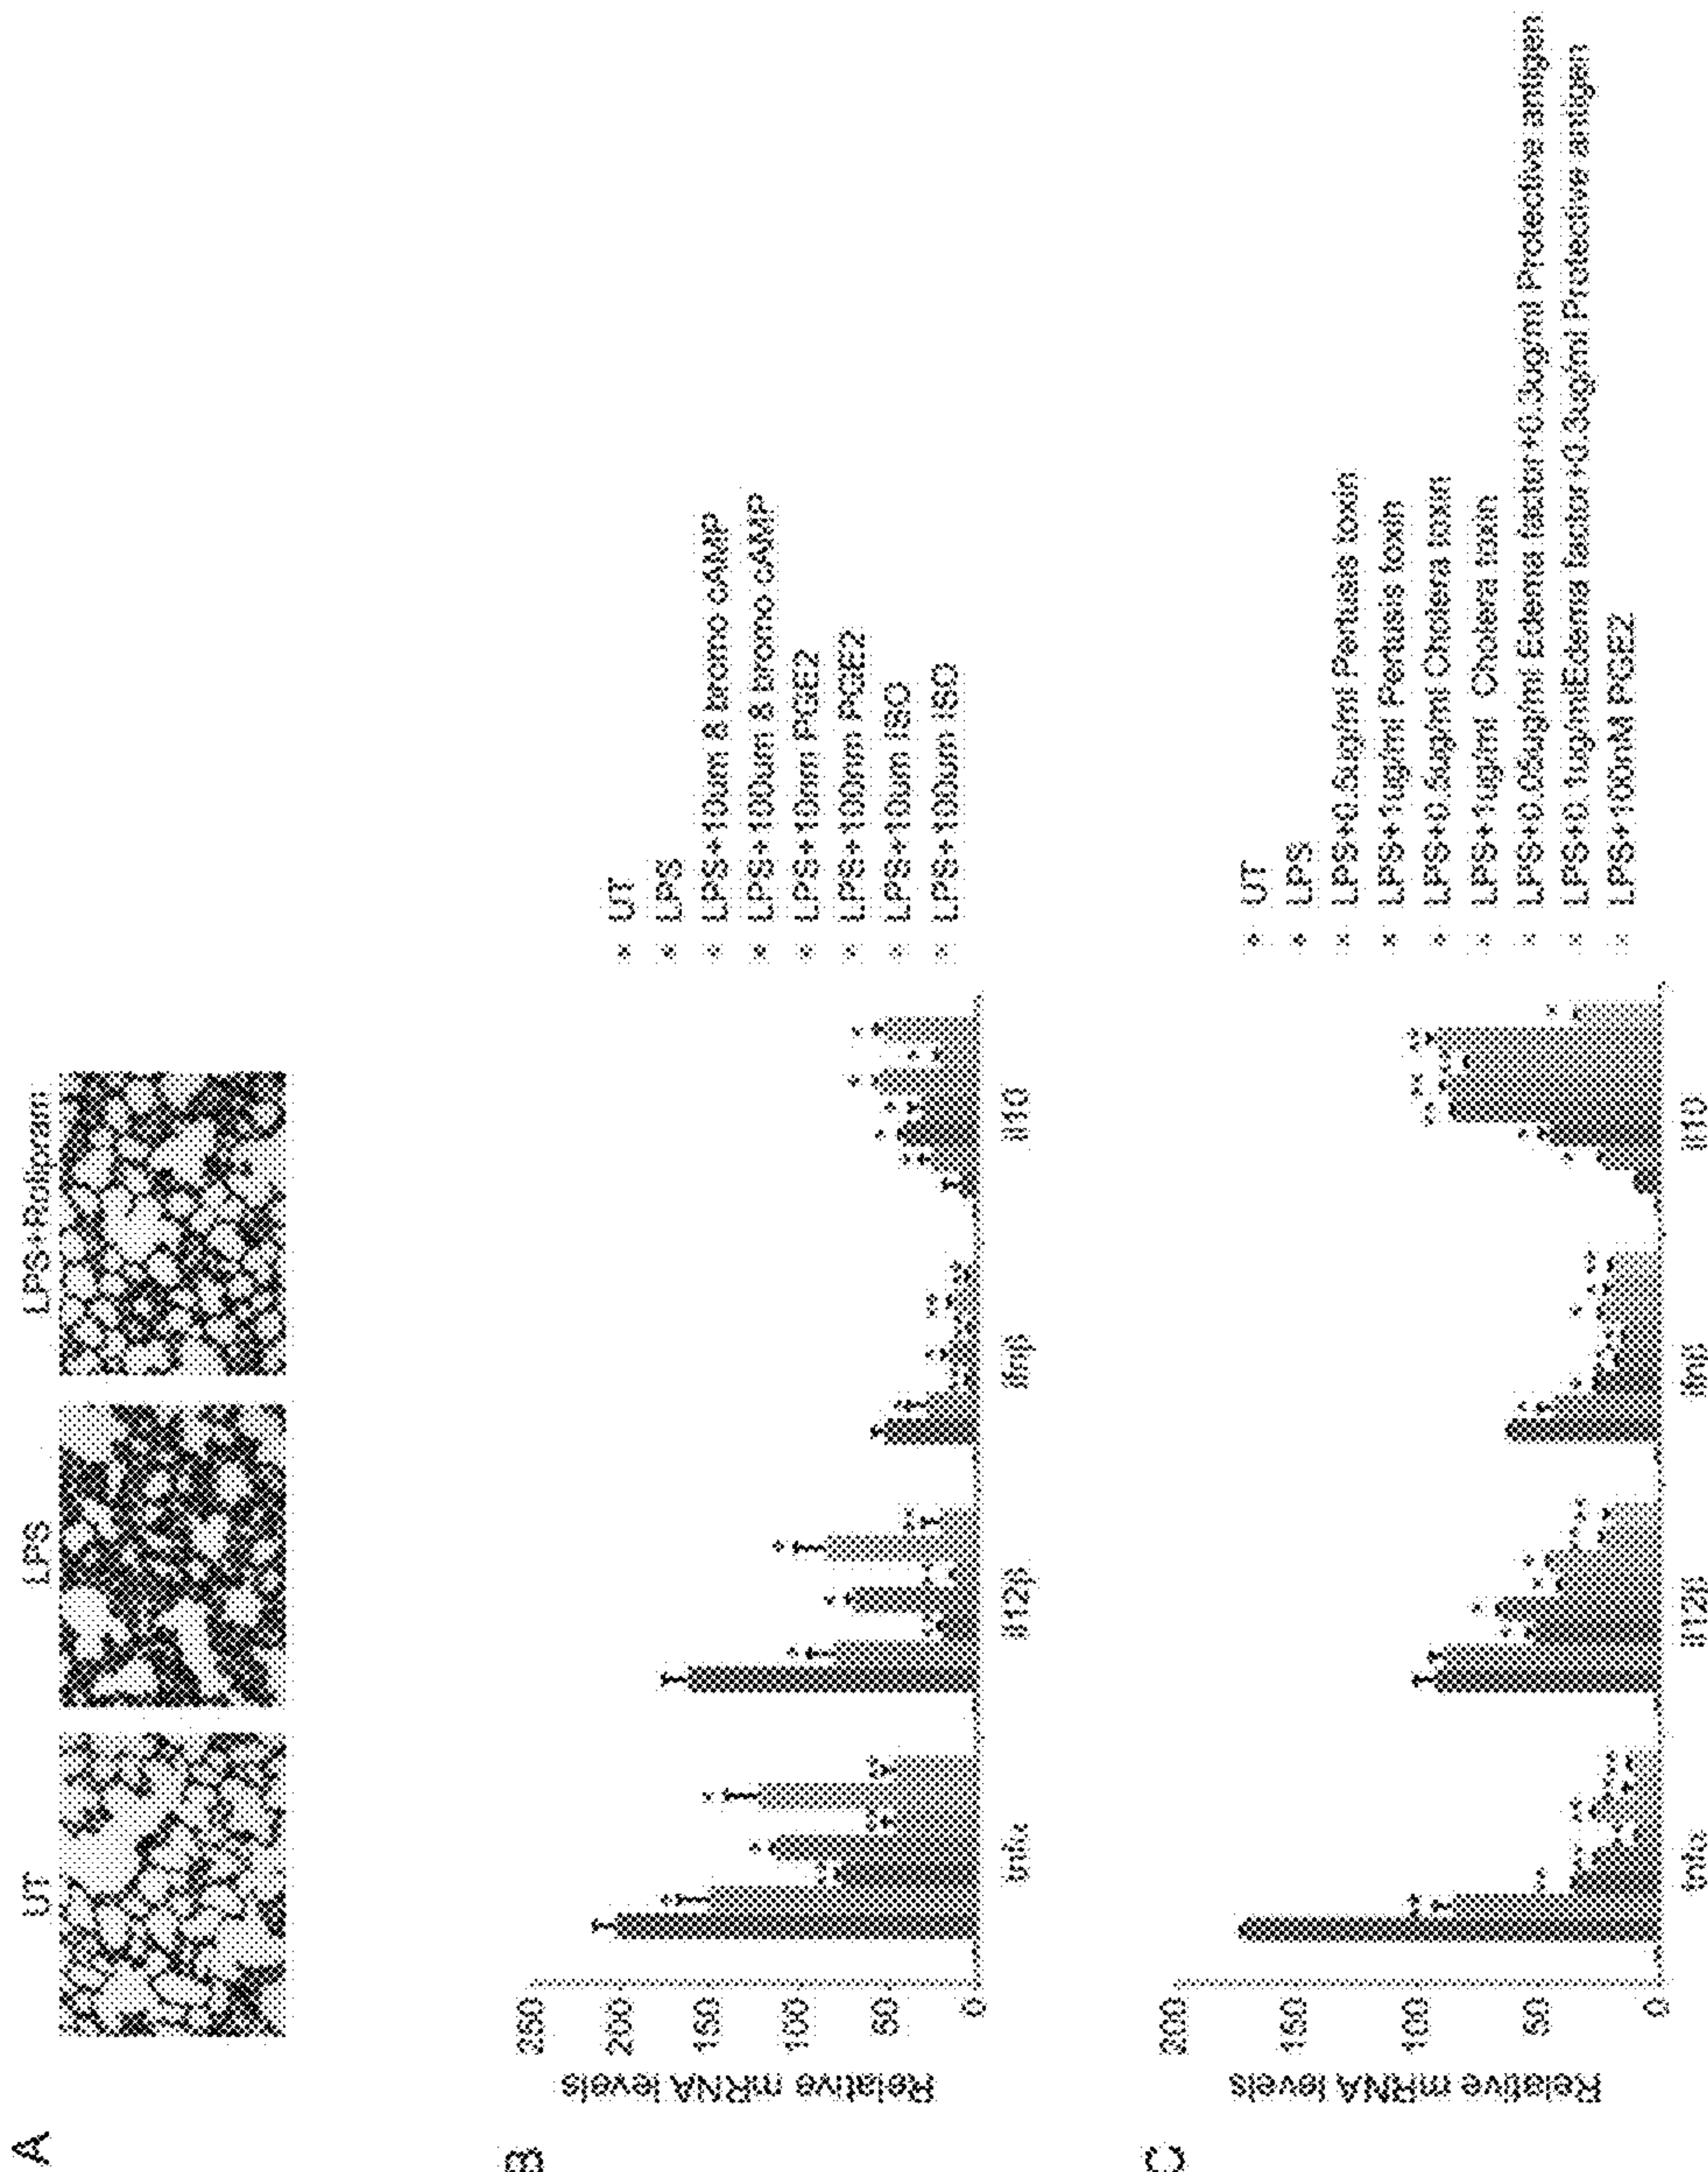 A
UT
LPS
LPS+Rolipram
B
Relative mRNA levels
250
200
150
100
50
0
Il12β
Ifnβ
Il10
UT
LPS
LPS+10um 8 bromo cAMP
LPS+100um 8 bromo cAMP
LPS+10nm PGE2
LPS+100nm PGE2
LPS+10um ISO
LPS+100um ISO
C
Relative mRNA levels
200
150
100
50
0
Il12β
Ifnβ
Il10
UT
LPS
LPS+0.5ug/ml Pertusis toxin
LPS+1ug/ml Pertusis toxin
LPS+0.5ug/ml Cholera toxin
LPS+1ug/ml Cholera toxin
LPS+0.05ug/ml Edema factor+0.3ug/ml Protective antigen
LPS+0.1ug/mlEdema factor+0.3ug/ml Protective antigen
LPS+100nM PGE2